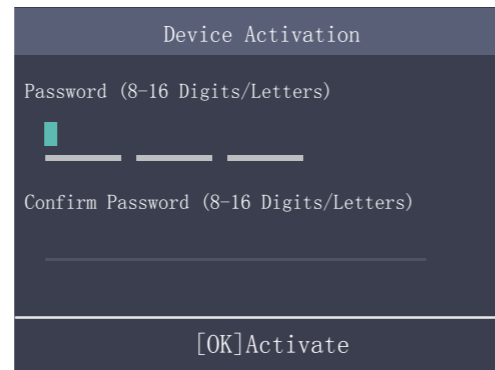 Device Activation
Password (8-16 Digits/Letters)
Confirm Password (8-16 Digits/Letters)
[OK]Activate